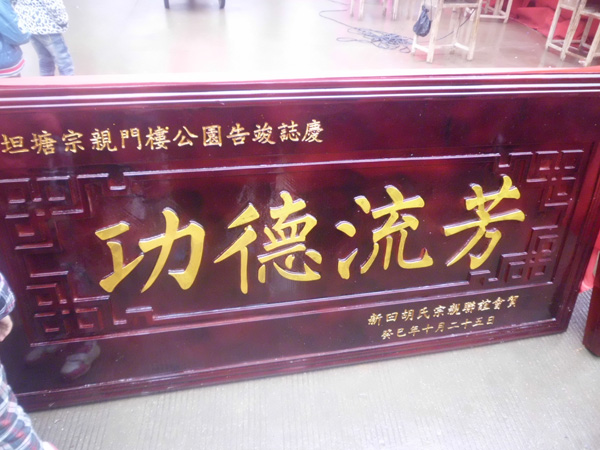 坦塘宗親門樓公園告竣誌慶
功德流芳
新田胡氏宗親聯誼會賀
癸巳年十月二十五日